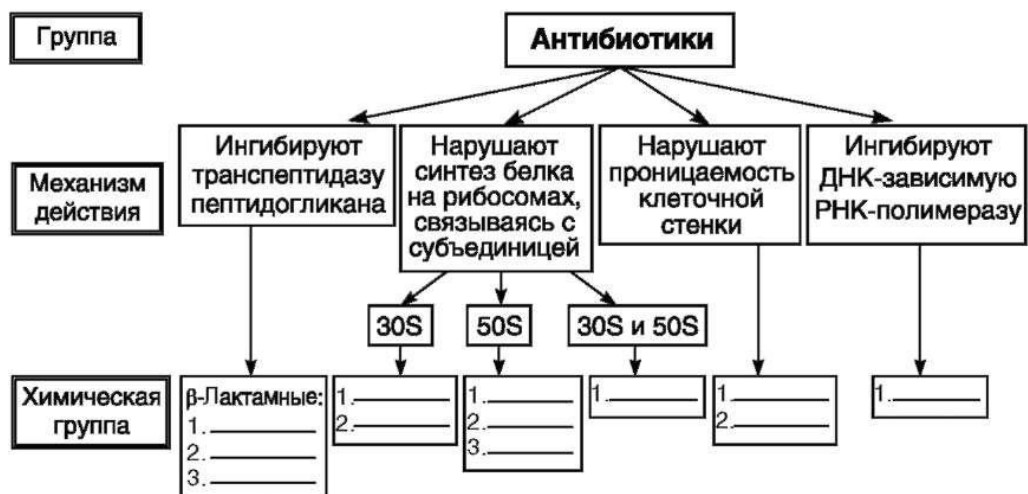 Группа
Антибиотики
Механизм
действия
Ингибируют
транспептидазу
пептидогликана
Нарушают
синтез белка
на рибосомах,
связываясь с
субъединицей
Нарушают
проницаемость
клеточной
стенки
Ингибируют
ДНК-зависимую
РНК-полимеразу
30S
50S
30S и 50S
Химическая
группа
β-Лактамные:
1.
2.
3.
1.
2.
1.
2.
3.
1.
1.
2.
1.